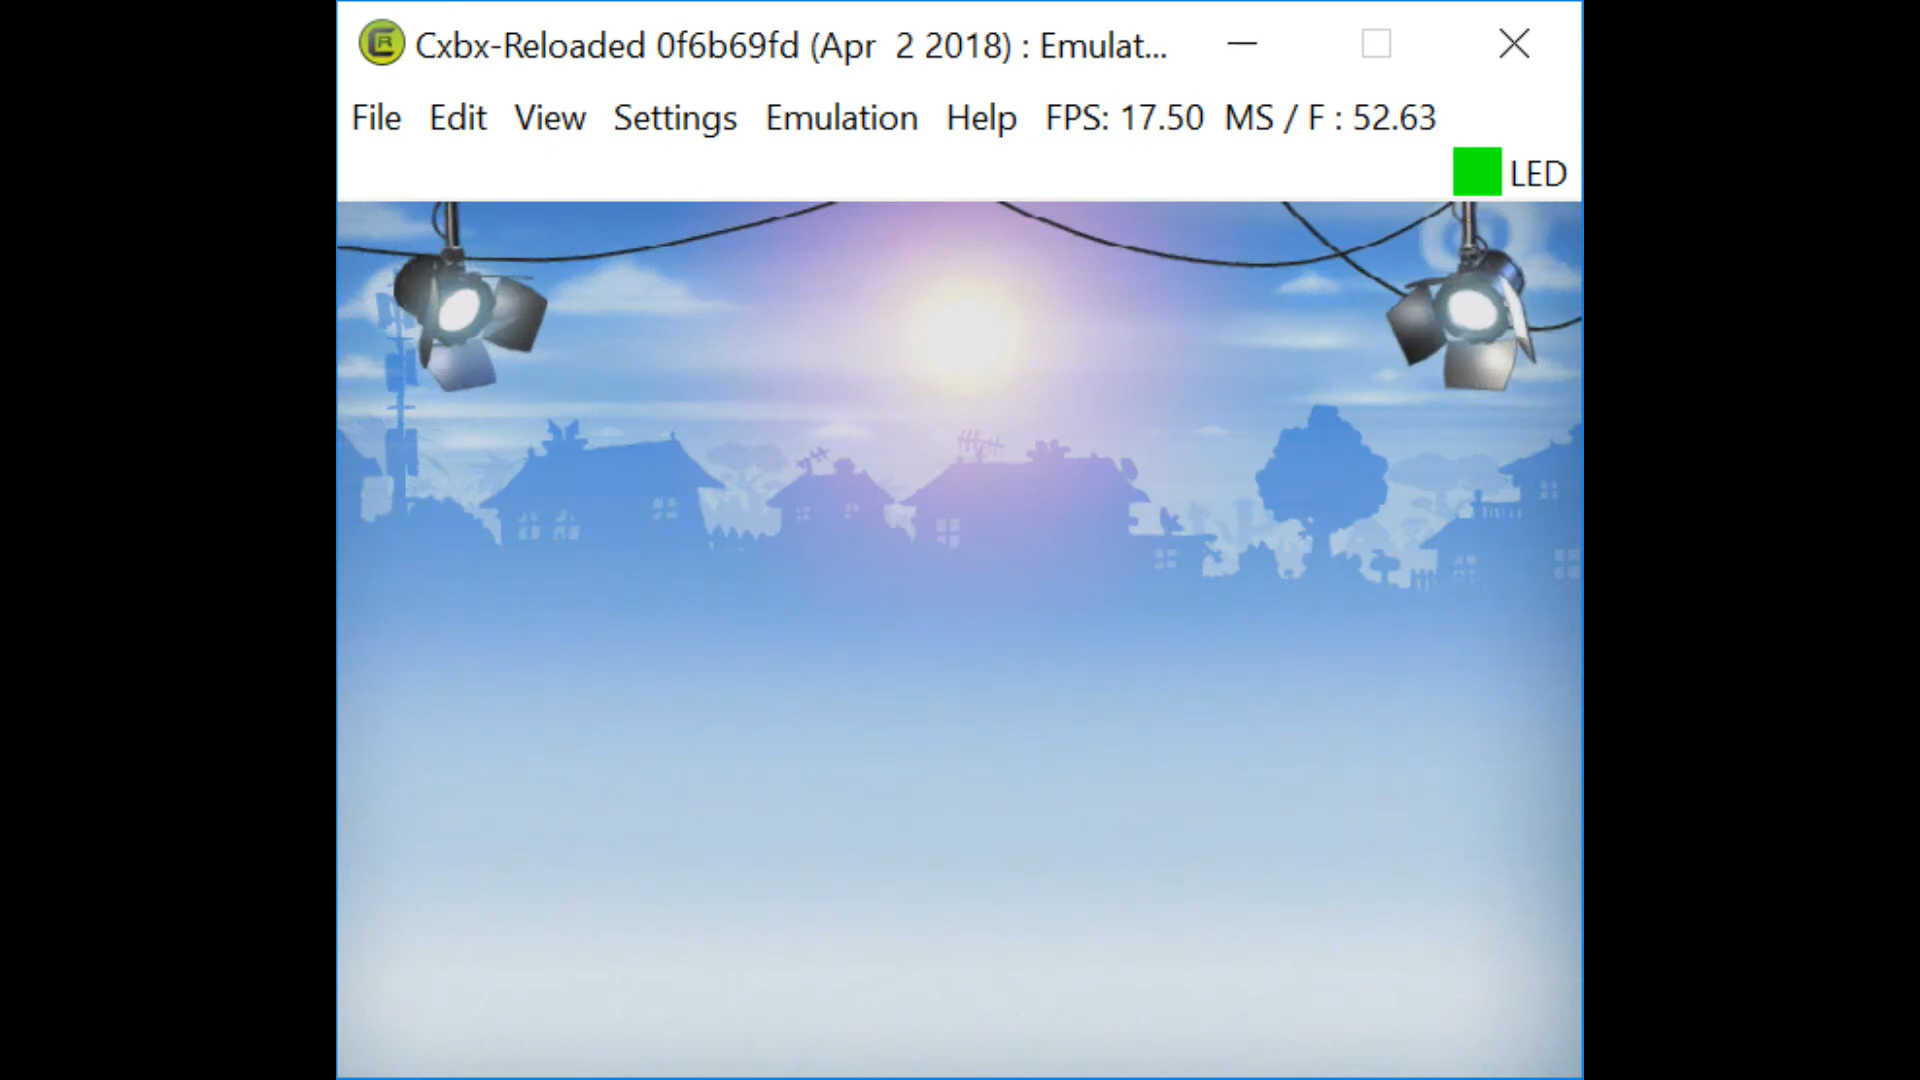 Cxbx-Reloaded 0f6b69fd (Apr  2 2018) : Emulat...
File Edit View Settings Emulation Help FPS: 17.50 MS / F : 52.63
LED